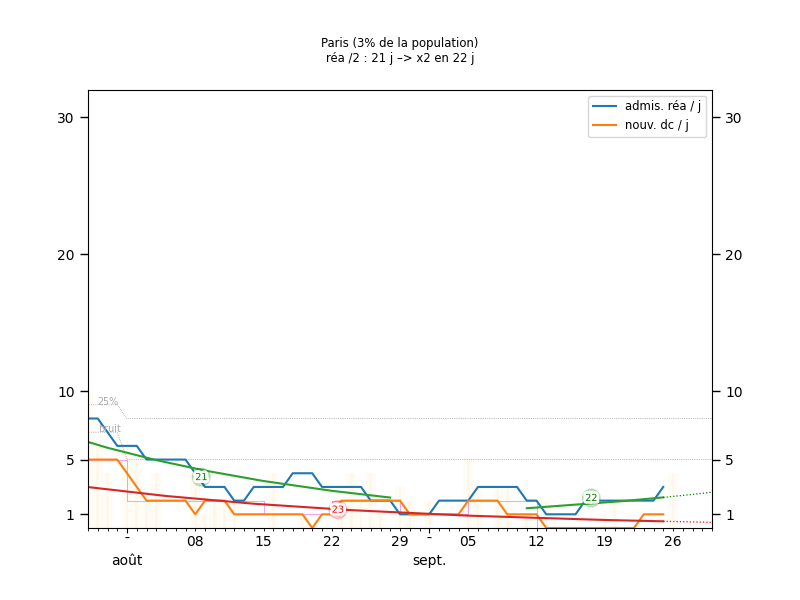 Paris (3% de la population)
réa /2 : 21 j –> x2 en 22 j
admis. réa / j
nouv. dc / j
30 30
20 20
10 10
25%
bruit
5 5
21
22
23
1 1
- 08 15 22 29 - 05 12 19 26
août sept.